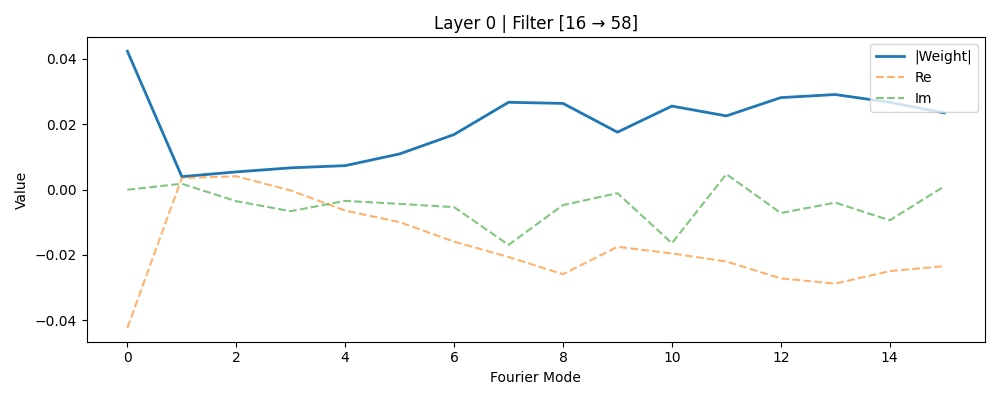 Layer 0 | Filter [16 → 58]
|Weight|
Re
Im
0.04
0.02
0.00
−0.02
−0.04
Value
0 2 4 6 8 10 12 14
Fourier Mode